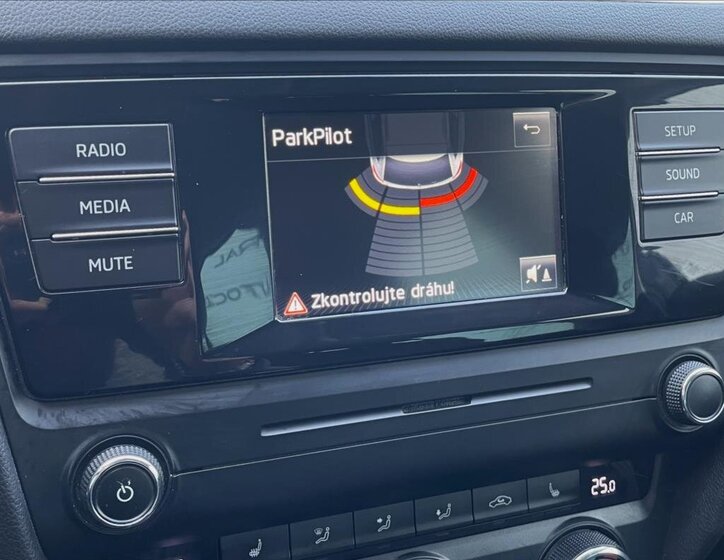 RADIO
MEDIA
MUTE
ParkPilot
Zkontrolujte dráhu!
SETUP
SOUND
CAR
25.0